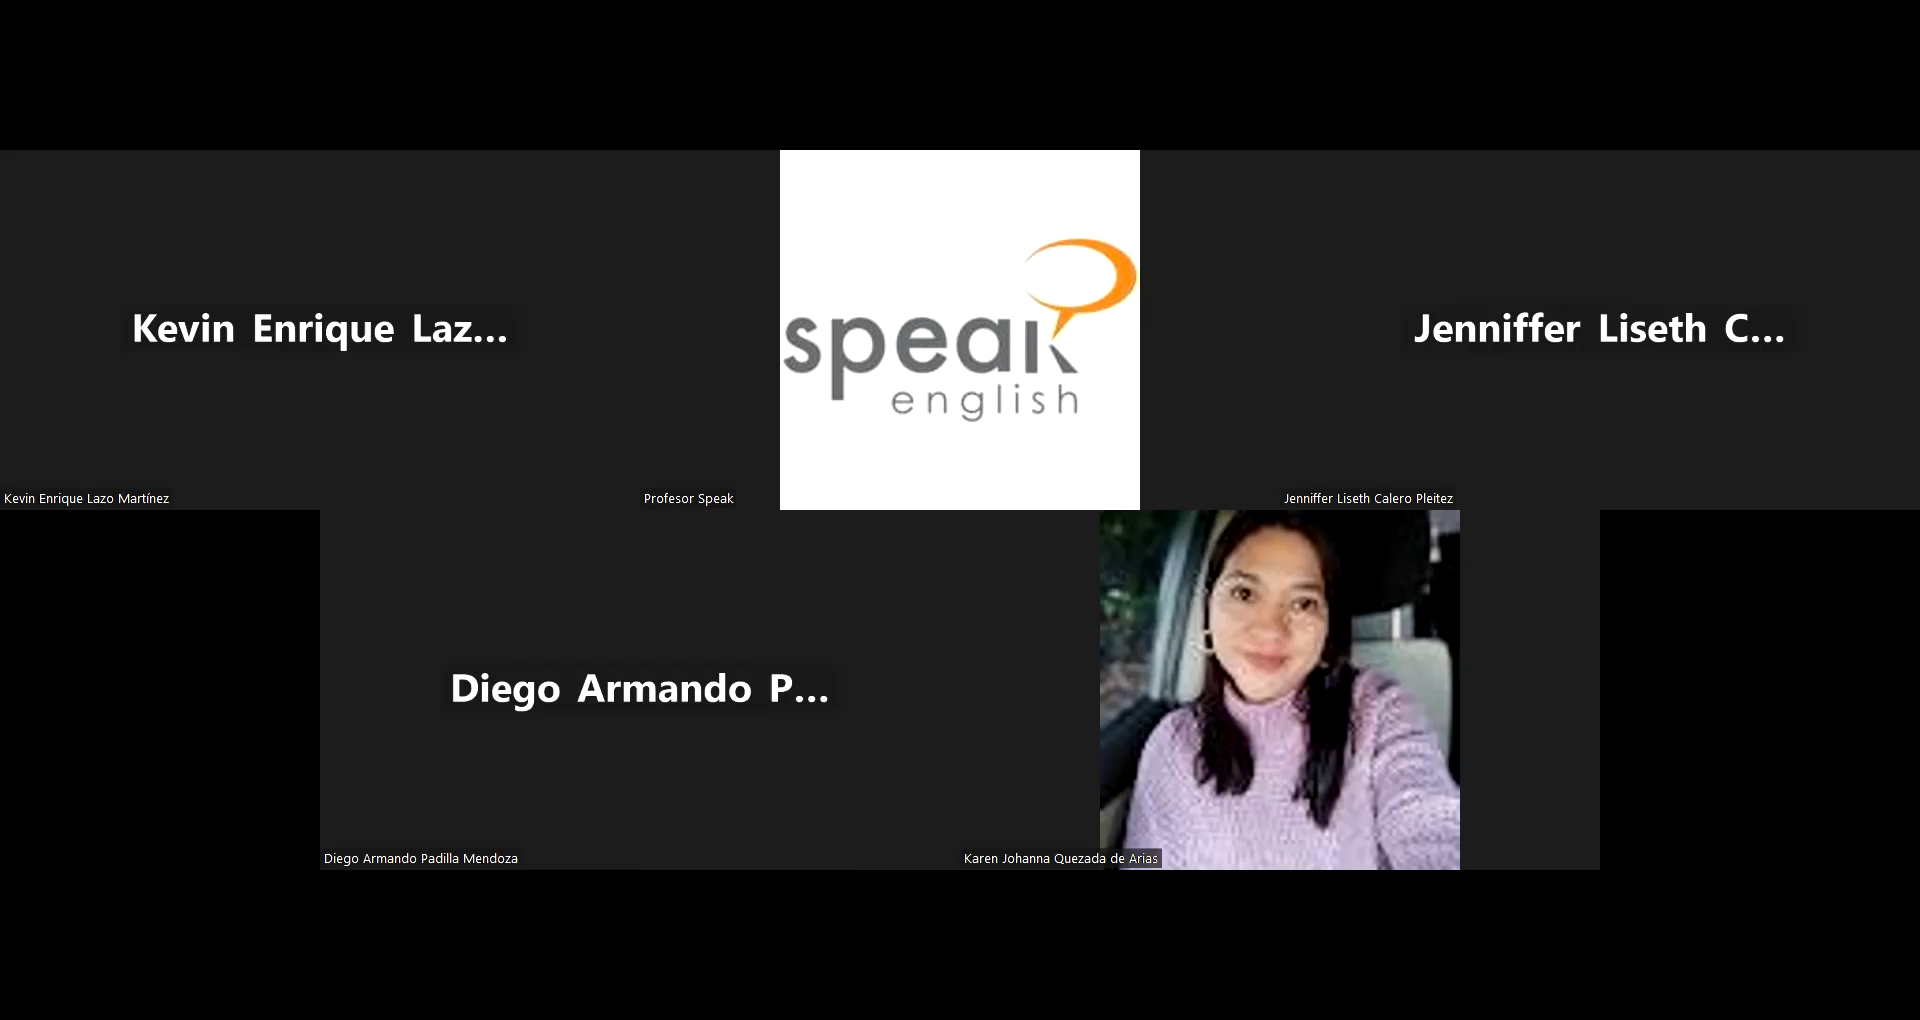 Kevin Enrique Laz...
speak
english
Jenniffer Liseth C...
Kevin Enrique Lazo Martínez
Profesor Speak
Jenniffer Liseth Calero Pleitez
Diego Armando P...
Diego Armando Padilla Mendoza
Karen Johanna Quezada de Arias